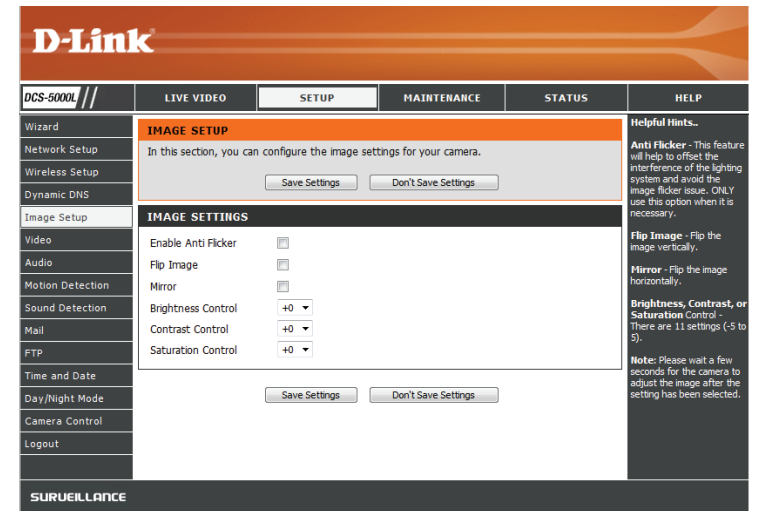 D-Link
DCS-5000L //
LIVE VIDEO
SETUP
MAINTENANCE
STATUS
HELP
Wizard
Network Setup
Wireless Setup
Dynamic DNS
Image Setup
Video
Audio
Motion Detection
Sound Detection
Mail
FTP
Time and Date
Day/Night Mode
Camera Control
Logout
IMAGE SETUP
In this section, you can configure the image settings for your camera.
Save Settings
Don't Save Settings
IMAGE SETTINGS
Enable Anti Flicker
Flip Image
Mirror
Brightness Control +0
Contrast Control +0
Saturation Control +0
Save Settings
Don't Save Settings
Helpful Hints..
Anti Flicker - This feature
will help to offset the
interference of the lighting
system and avoid the
image flicker issue. ONLY
use this option when it is
necessary.
Flip Image - Flip the
image vertically.
Mirror - Flip the image
horizontally.
Brightness, Contrast, or
Saturation Control -
There are 11 settings (-5 to
5).
Note: Please wait a few
seconds for the camera to
adjust the image after the
setting has been selected.
SURVEILLANCE